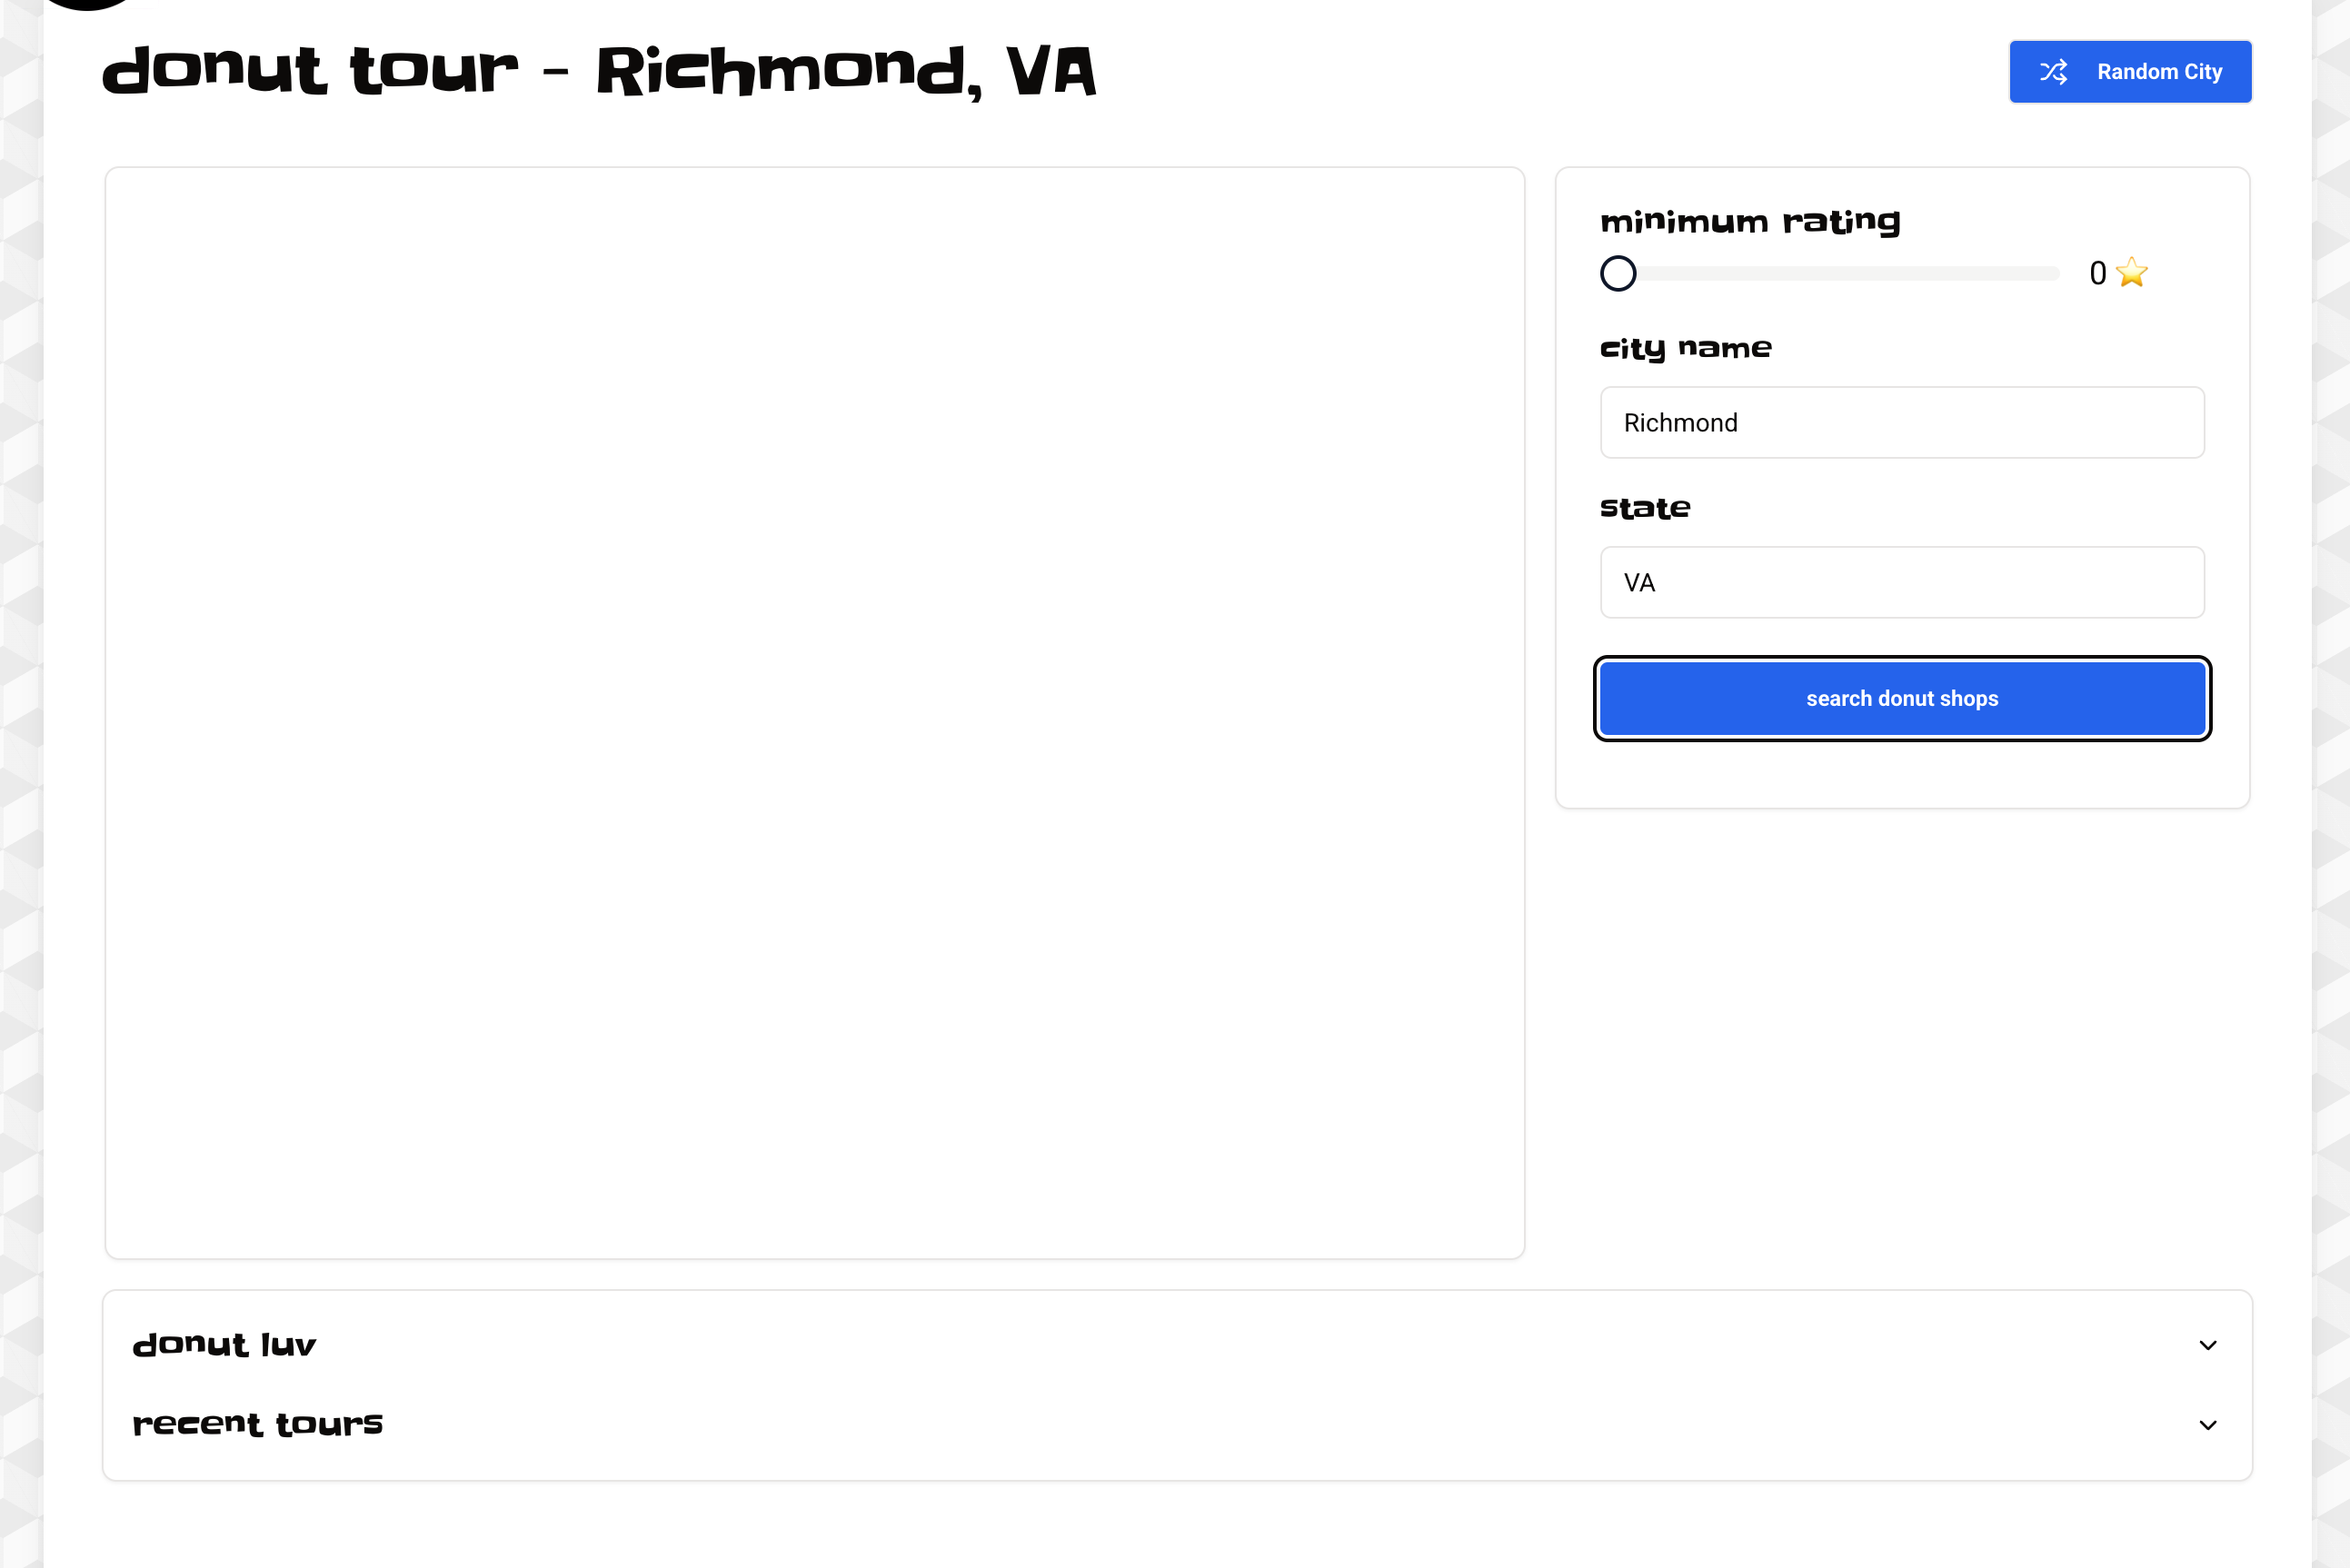 donut tour - Richmond, VA
Random City
minimum rating
0 ⭐
city name
Richmond
state
VA
search donut shops
donut luv
recent tours